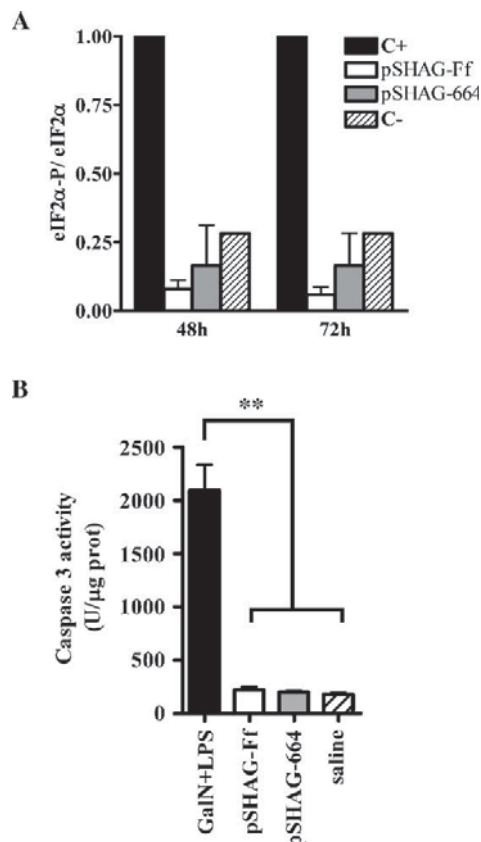 A
eIF2α-P/ eIF2α
1.00
0.75
0.50
0.25
0.00
48h
72h
C+
pSHAG-Ff
pSHAG-664
C-
B
**
Caspase 3 activity
(U/μg prot)
2500
2000
1500
1000
500
0
GalN+LPS
pSHAG-Ff
pSHAG-664
saline